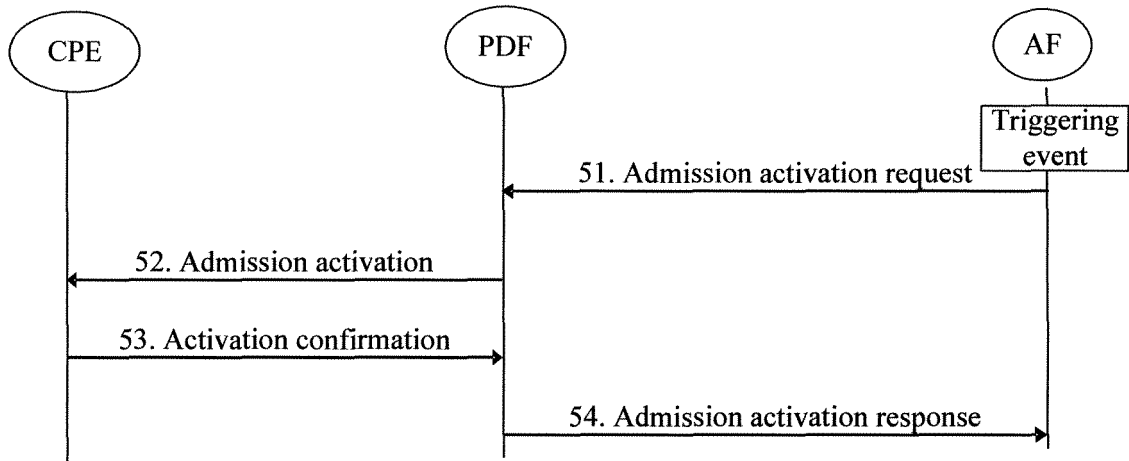 CPE
PDF
AF
Triggering
event
51. Admission activation request
52. Admission activation
53. Activation confirmation
54. Admission activation response